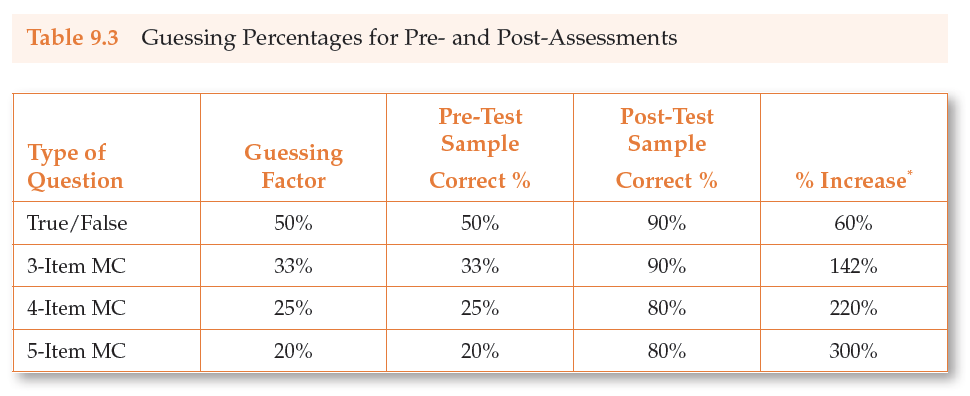 Table 9.3 Guessing Percentages for Pre- and Post-Assessments
Type of Question Guessing Factor Pre-Test Sample Correct % Post-Test Sample Correct % % Increase*
True/False 50% 50% 90% 60%
3-Item MC 33% 33% 90% 142%
4-Item MC 25% 25% 80% 220%
5-Item MC 20% 20% 80% 300%